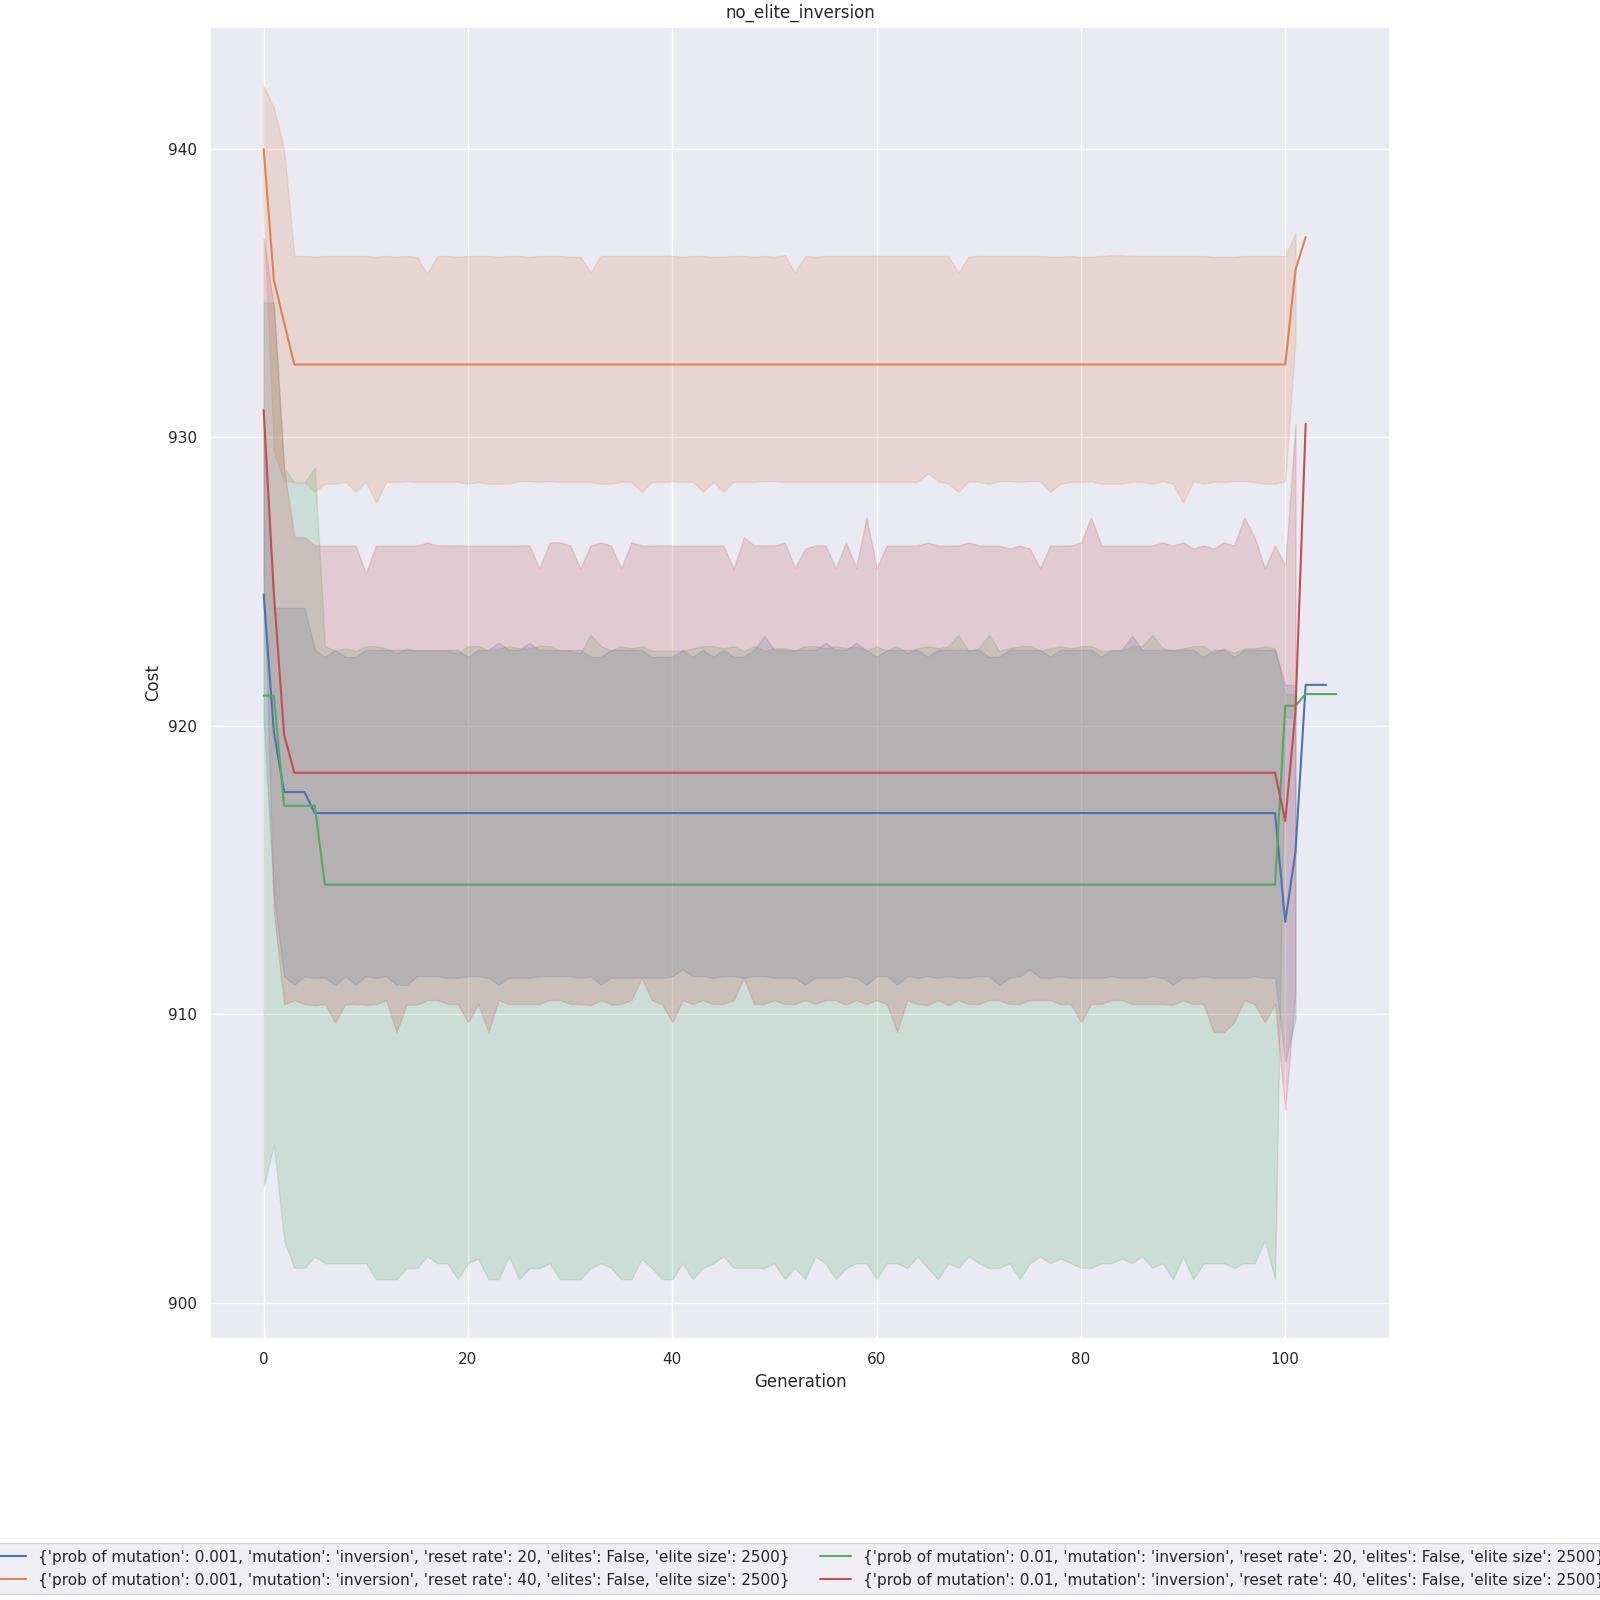 no_elite_inversion
940
930
920
910
900
Cost
0 20 40 60 80 100
Generation
{'prob of mutation': 0.001, 'mutation': 'inversion', 'reset rate': 20, 'elites': False, 'elite size': 2500}
{'prob of mutation': 0.001, 'mutation': 'inversion', 'reset rate': 40, 'elites': False, 'elite size': 2500}
{'prob of mutation': 0.01, 'mutation': 'inversion', 'reset rate': 20, 'elites': False, 'elite size': 2500}
{'prob of mutation': 0.01, 'mutation': 'inversion', 'reset rate': 40, 'elites': False, 'elite size': 2500}